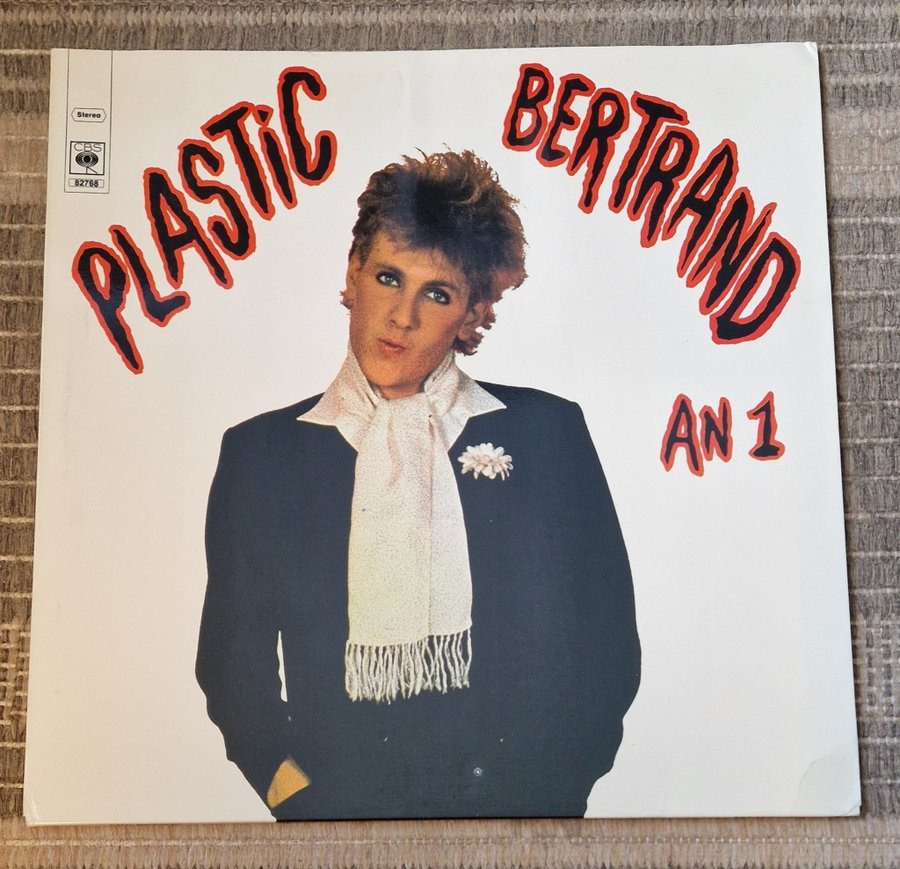 Stereo
CBS
82768
PLASTiC BERTRAND
AN 1